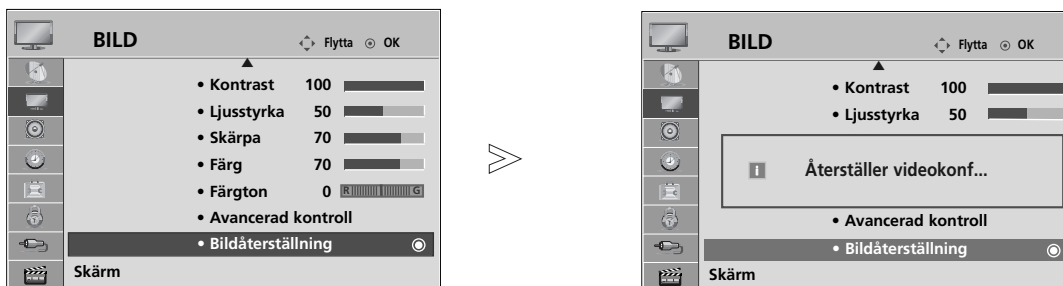 BILD
Flytta OK
• Kontrast 100
• Ljusstyrka 50
• Skärpa 70
• Färg 70
• Färgton 0 R G
• Avancerad kontroll
• Bildåterställning
Skärm
BILD
Flytta OK
• Kontrast 100
• Ljusstyrka 50
i Återställer videokonf...
• Avancerad kontroll
• Bildåterställning
Skärm